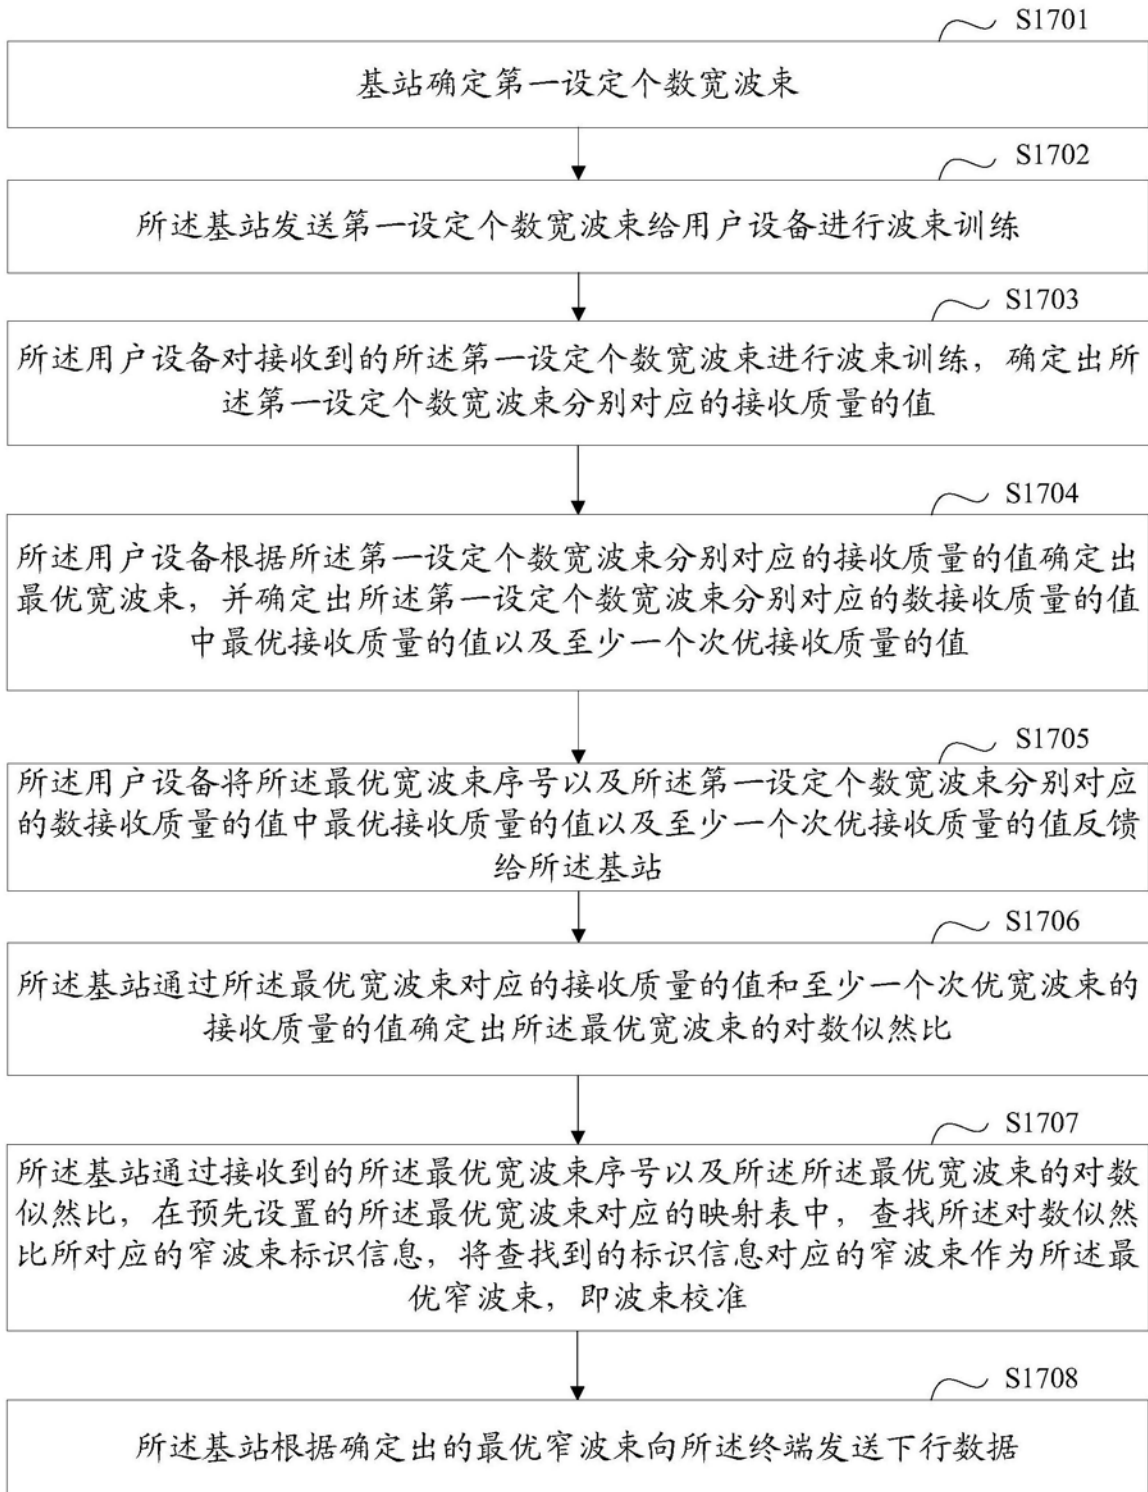 S1701
基站确定第一设定个数宽波束
S1702
所述基站发送第一设定个数宽波束给用户设备进行波束训练
S1703
所述用户设备对接收到的所述第一设定个数宽波束进行波束训练，确定出所
述第一设定个数宽波束分别对应的接收质量的值
S1704
所述用户设备根据所述第一设定个数宽波束分别对应的接收质量的值确定出
最优宽波束，并确定出所述第一设定个数宽波束分别对应的数接收质量的值
中最优接收质量的值以及至少一个次优接收质量的值
S1705
所述用户设备将所述最优宽波束序号以及所述第一设定个数宽波束分别对应
的数接收质量的值中最优接收质量的值以及至少一个次优接收质量的值反馈
给所述基站
S1706
所述基站通过所述最优宽波束对应的接收质量的值和至少一个次优宽波束的
接收质量的值确定出所述最优宽波束的对数似然比
S1707
所述基站通过接收到的所述最优宽波束序号以及所述所述最优宽波束的对数
似然比，在预先设置的所述最优宽波束对应的映射表中，查找所述对数似然
比所对应的窄波束标识信息，将查找到的标识信息对应的窄波束作为所述最
优窄波束，即波束校准
S1708
所述基站根据确定出的最优窄波束向所述终端发送下行数据